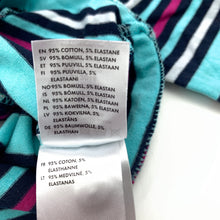 EN 95% COTTON, 5% ELASTANE
SV 95% BOMULL, 5% ELASTAN
FI 95% PUUVILLA, 5%
ELASTAANI
ET 95% PUUVILL, 5% ELASTAAN
NO 95% BOMULL, 5% ELASTAN
IS 95% BÓMULL, 5% ELASTAN
NL 95% KATOEN, 5% ELASTAAN
PL 95% BAWEŁNA, 5% ELASTAN
LV 95% KOKVILNA, 5%
ELASTĀNS
DE 95% BAUMWOLLE, 5%
ELASTHAN
FR 95% COTON, 5%
ELASTHANNE
LT 95% MEDVILNĖ, 5%
ELASTANAS